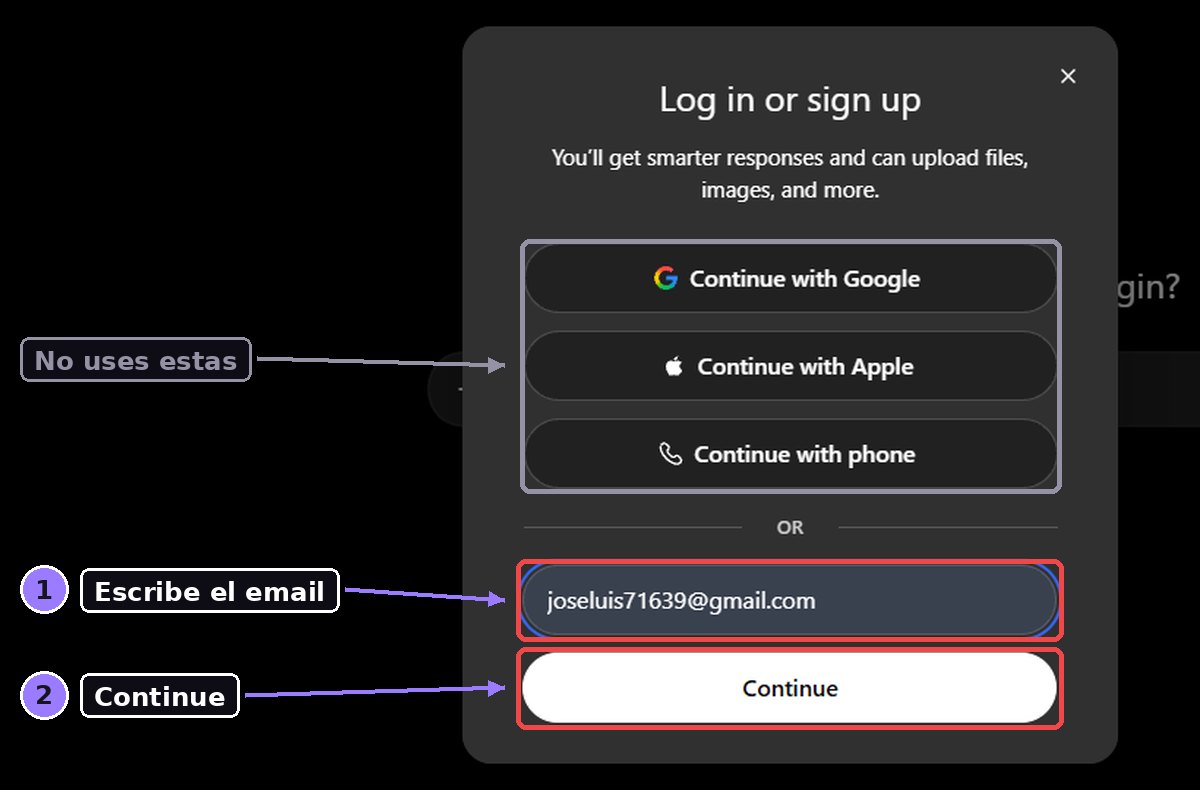 Log in or sign up
You'll get smarter responses and can upload files,
images, and more.
Continue with Google
gin?
No uses estas
Continue with Apple
Continue with phone
OR
1 Escribe el email
joseluis71639@gmail.com
2 Continue
Continue